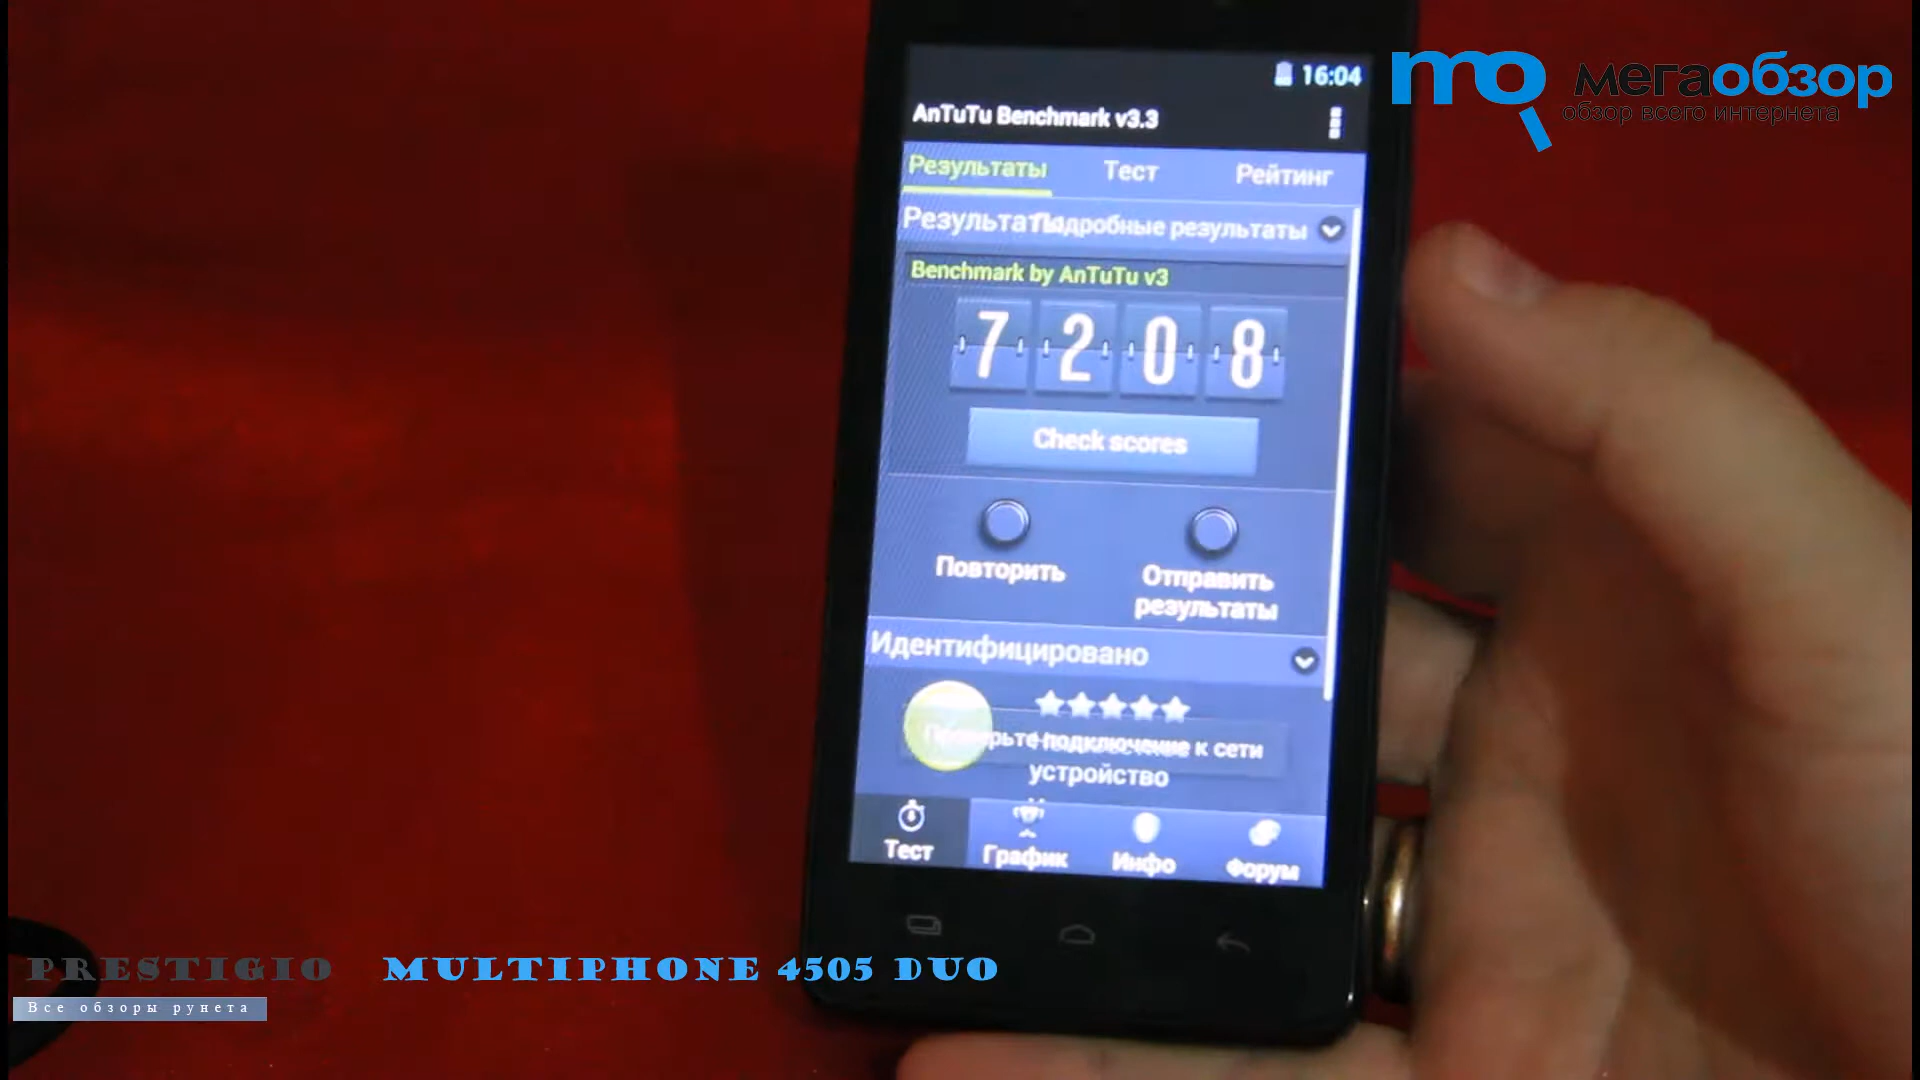 16:04
AnTuTu Benchmark v3.3
Результаты Тест Рейтинг
Результаты Подробные результаты
Benchmark by AnTuTu v3
7208
Check scores
Повторить Отправить
результаты
Идентифицировано
подключение к сети
устройство
Тест График Инфо Форум
мегаобзор
обзор всего интернета
PRESTIGIO MULTIPHONE 4505 DUO
Все обзоры рунета